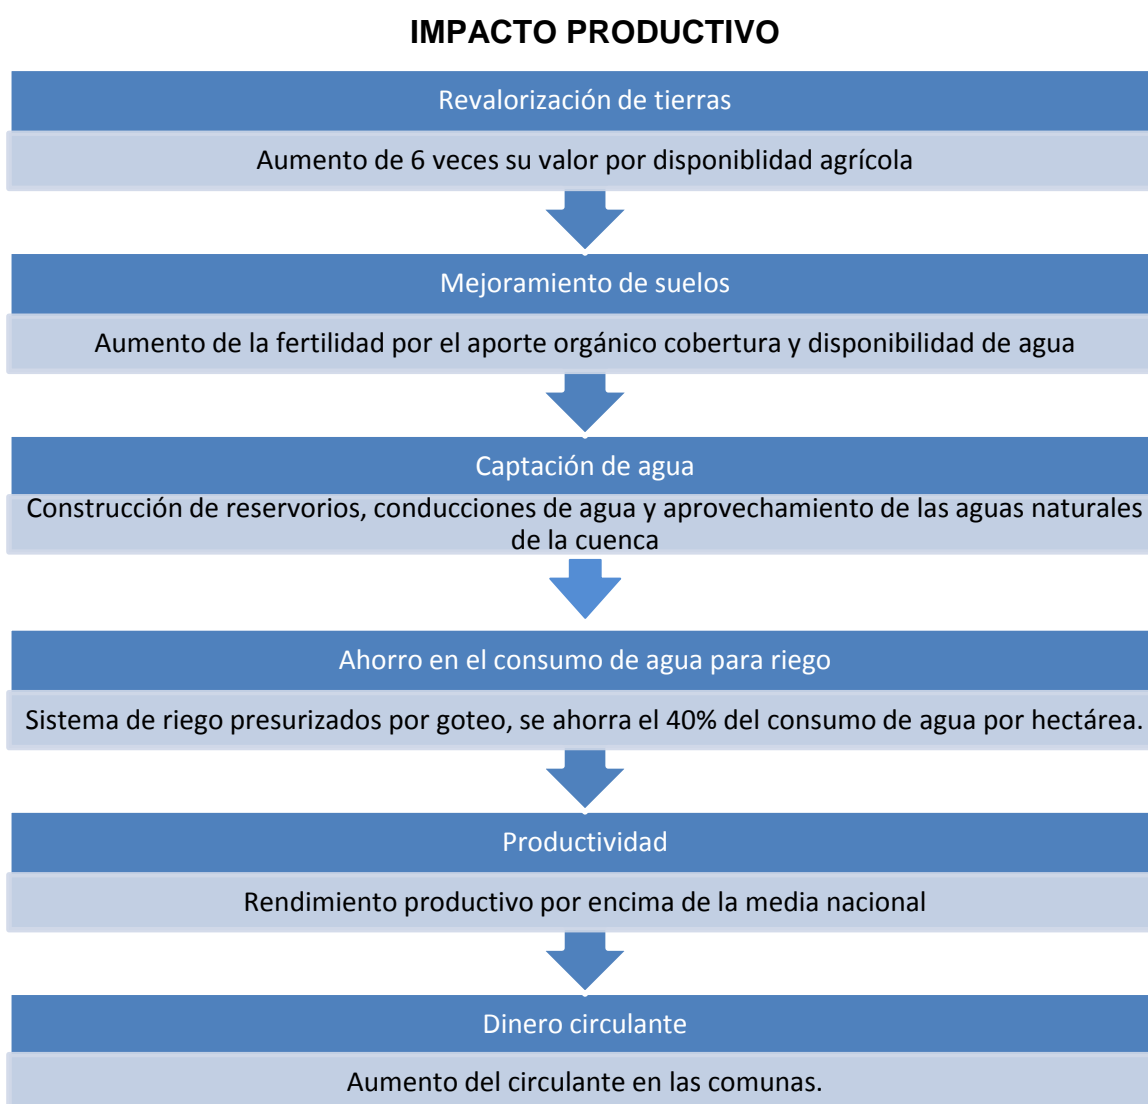 IMPACTO PRODUCTIVO
Revalorización de tierras
Aumento de 6 veces su valor por disponiblidad agrícola
Mejoramiento de suelos
Aumento de la fertilidad por el aporte orgánico cobertura y disponibilidad de agua
Captación de agua
Construcción de reservorios, conducciones de agua y aprovechamiento de las aguas naturales
de la cuenca
Ahorro en el consumo de agua para riego
Sistema de riego presurizados por goteo, se ahorra el 40% del consumo de agua por hectárea.
Productividad
Rendimiento productivo por encima de la media nacional
Dinero circulante
Aumento del circulante en las comunas.